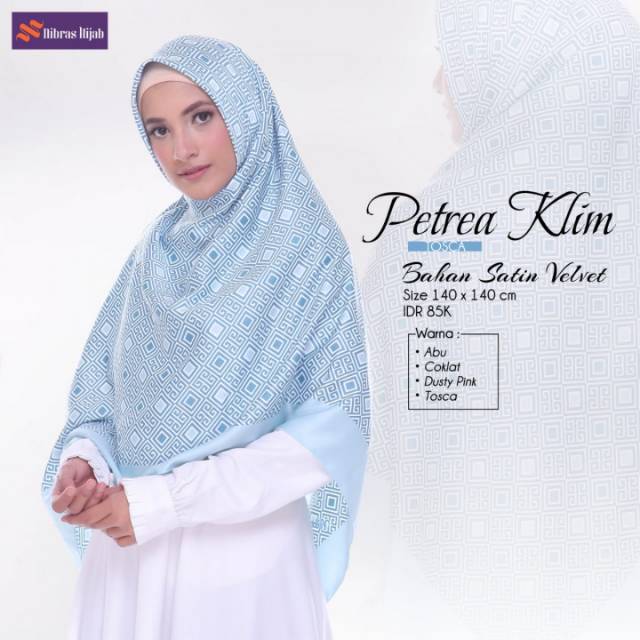 Nibras Hijab
Petrea Klim
TOSCA
Bahan Satin Velvet
Size 140 x 140 cm
IDR 85K
Warna :
• Abu
• Coklat
• Dusty Pink
• Tosca